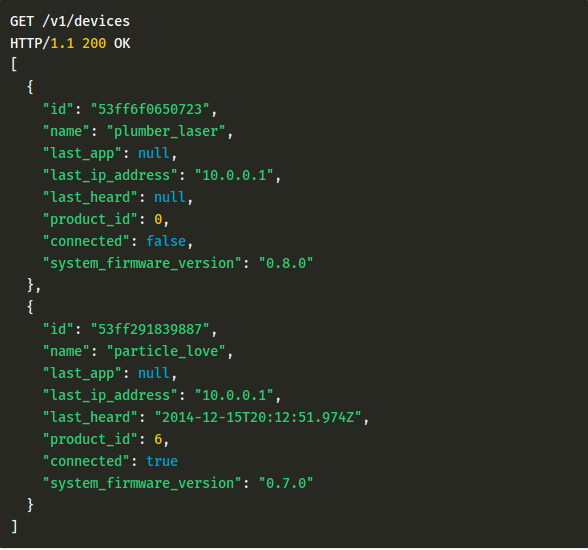 GET /v1/devices
HTTP/1.1 200 OK
[
  {
    "id": "53ff6f0650723",
    "name": "plumber_laser",
    "last_app": null,
    "last_ip_address": "10.0.0.1",
    "last_heard": null,
    "product_id": 0,
    "connected": false,
    "system_firmware_version": "0.8.0"
  },
  {
    "id": "53ff291839887",
    "name": "particle_love",
    "last_app": null,
    "last_ip_address": "10.0.0.1",
    "last_heard": "2014-12-15T20:12:51.974Z",
    "product_id": 6,
    "connected": true
    "system_firmware_version": "0.7.0"
  }
]